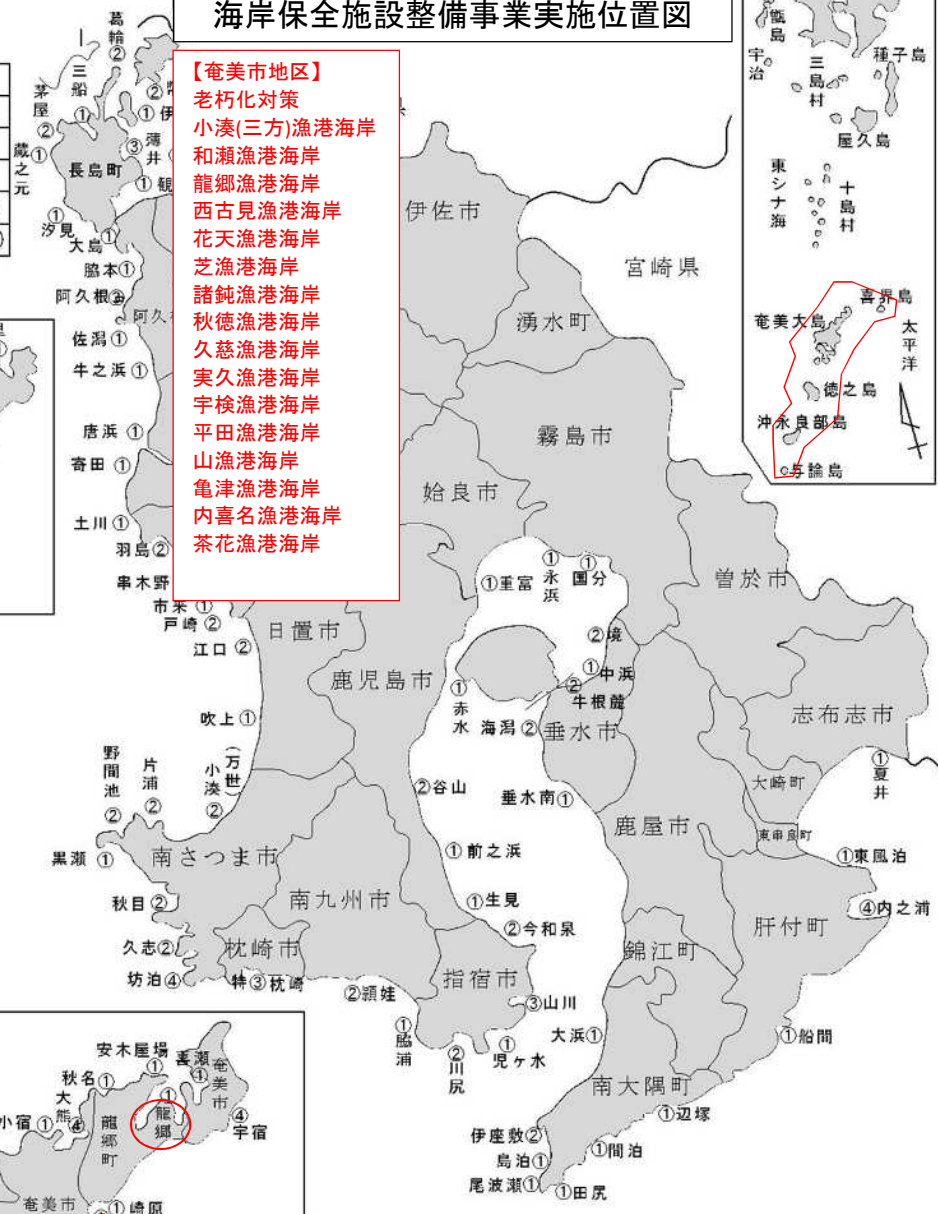 海岸保全施設整備事業実施位置図
【奄美市地区】
老朽化対策
小湊(三方)漁港海岸
和瀬漁港海岸
龍郷漁港海岸
西古見漁港海岸
花天漁港海岸
芝漁港海岸
諸鈍漁港海岸
秋徳漁港海岸
久慈漁港海岸
実久漁港海岸
宇検漁港海岸
平田漁港海岸
山漁港海岸
亀津漁港海岸
内喜名漁港海岸
茶花漁港海岸
葛輪
②
三船
①
茅屋
②
蔵之元
①
②
①伊
③
薄井
長島町
①観
①
汐見
大島①
脇本①
阿久根③
佐潟①
牛之浜①
唐浜①
寄田①
土川①
羽島②
串木野
市来①
戸崎②
江口②
吹上①
(万世)
小湊
②
片浦
②
野間池
②
黒瀬①
秋目②
久志②
坊泊④
特③枕崎
②頴娃
①
脇浦
②
川尻
①
児ヶ水
③山川
②今和泉
①生見
①前之浜
②谷山
①
赤水
①重富
①
永浜
①
国分
②境
①中浜
②
牛根麓
海潟②
垂水南①
大浜①
伊座敷②
島泊①
尾波瀬①
①田尻
①間泊
①辺塚
①船間
④内之浦
①東風泊
①
夏井
伊佐市
宮崎県
湧水町
霧島市
姶良市
曽於市
日置市
鹿児島市
垂水市
志布志市
大崎町
東串良町
鹿屋市
肝付町
錦江町
南大隅町
南さつま市
南九州市
枕崎市
指宿市
甑島
宇治
三島村
種子島
屋久島
東シナ海
十島村
喜界島
奄美大島
太平洋
徳之島
沖永良部島
与論島
安木屋場
①
喜瀬
①
奄美市
秋名①
大熊
④
小宿①
龍郷町
①
龍郷
④
宇宿
奄美市
①崎原